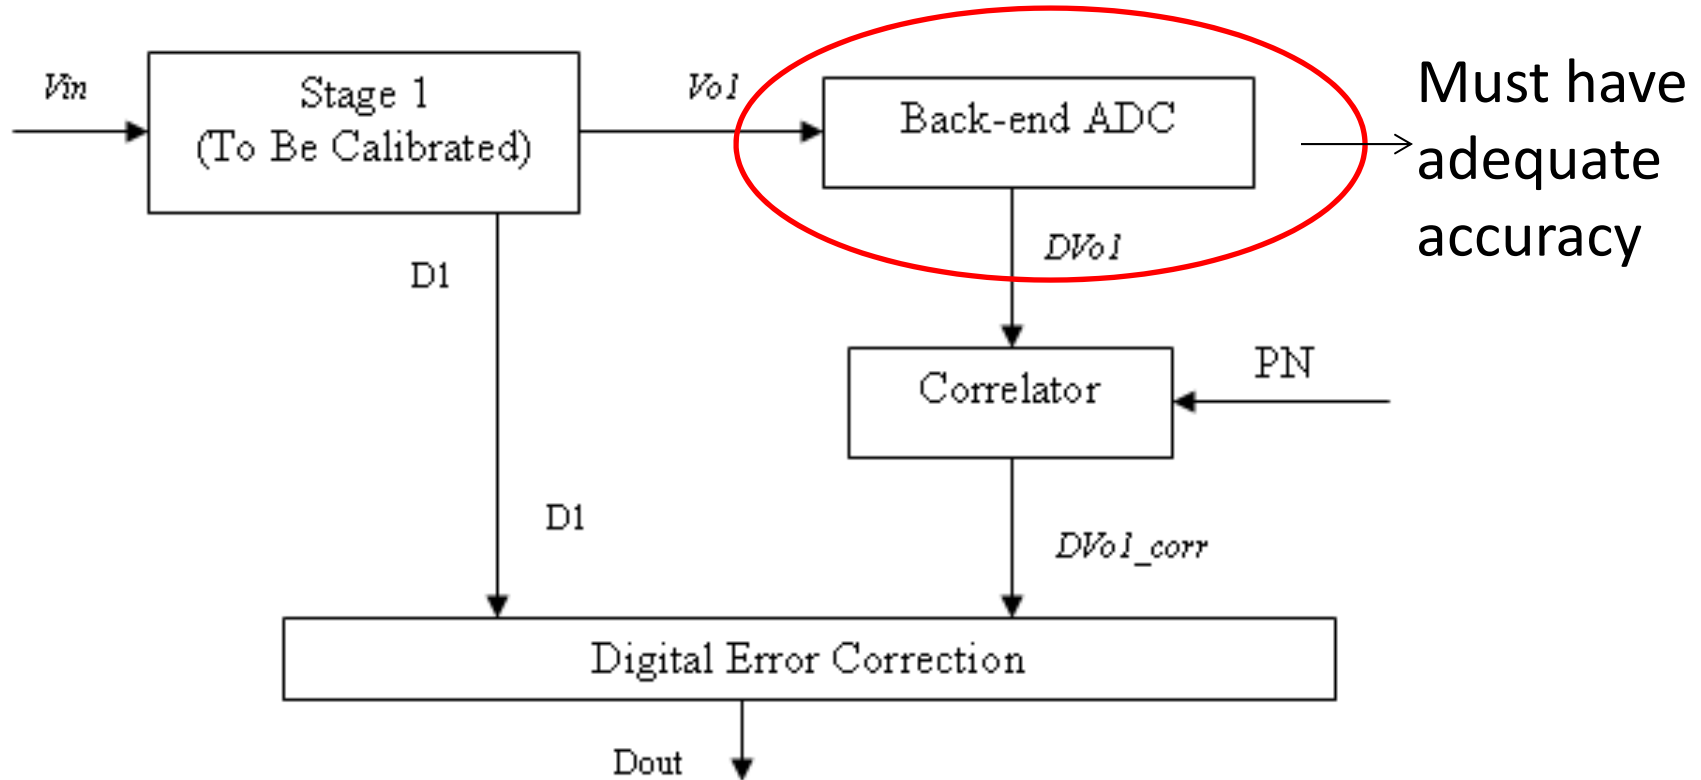 Vin
Stage 1
(To Be Calibrated)
Vo1
Back-end ADC
Must have
adequate
accuracy
D1
DVo1
Correlator
PN
D1
DVo1_corr
Digital Error Correction
Dout